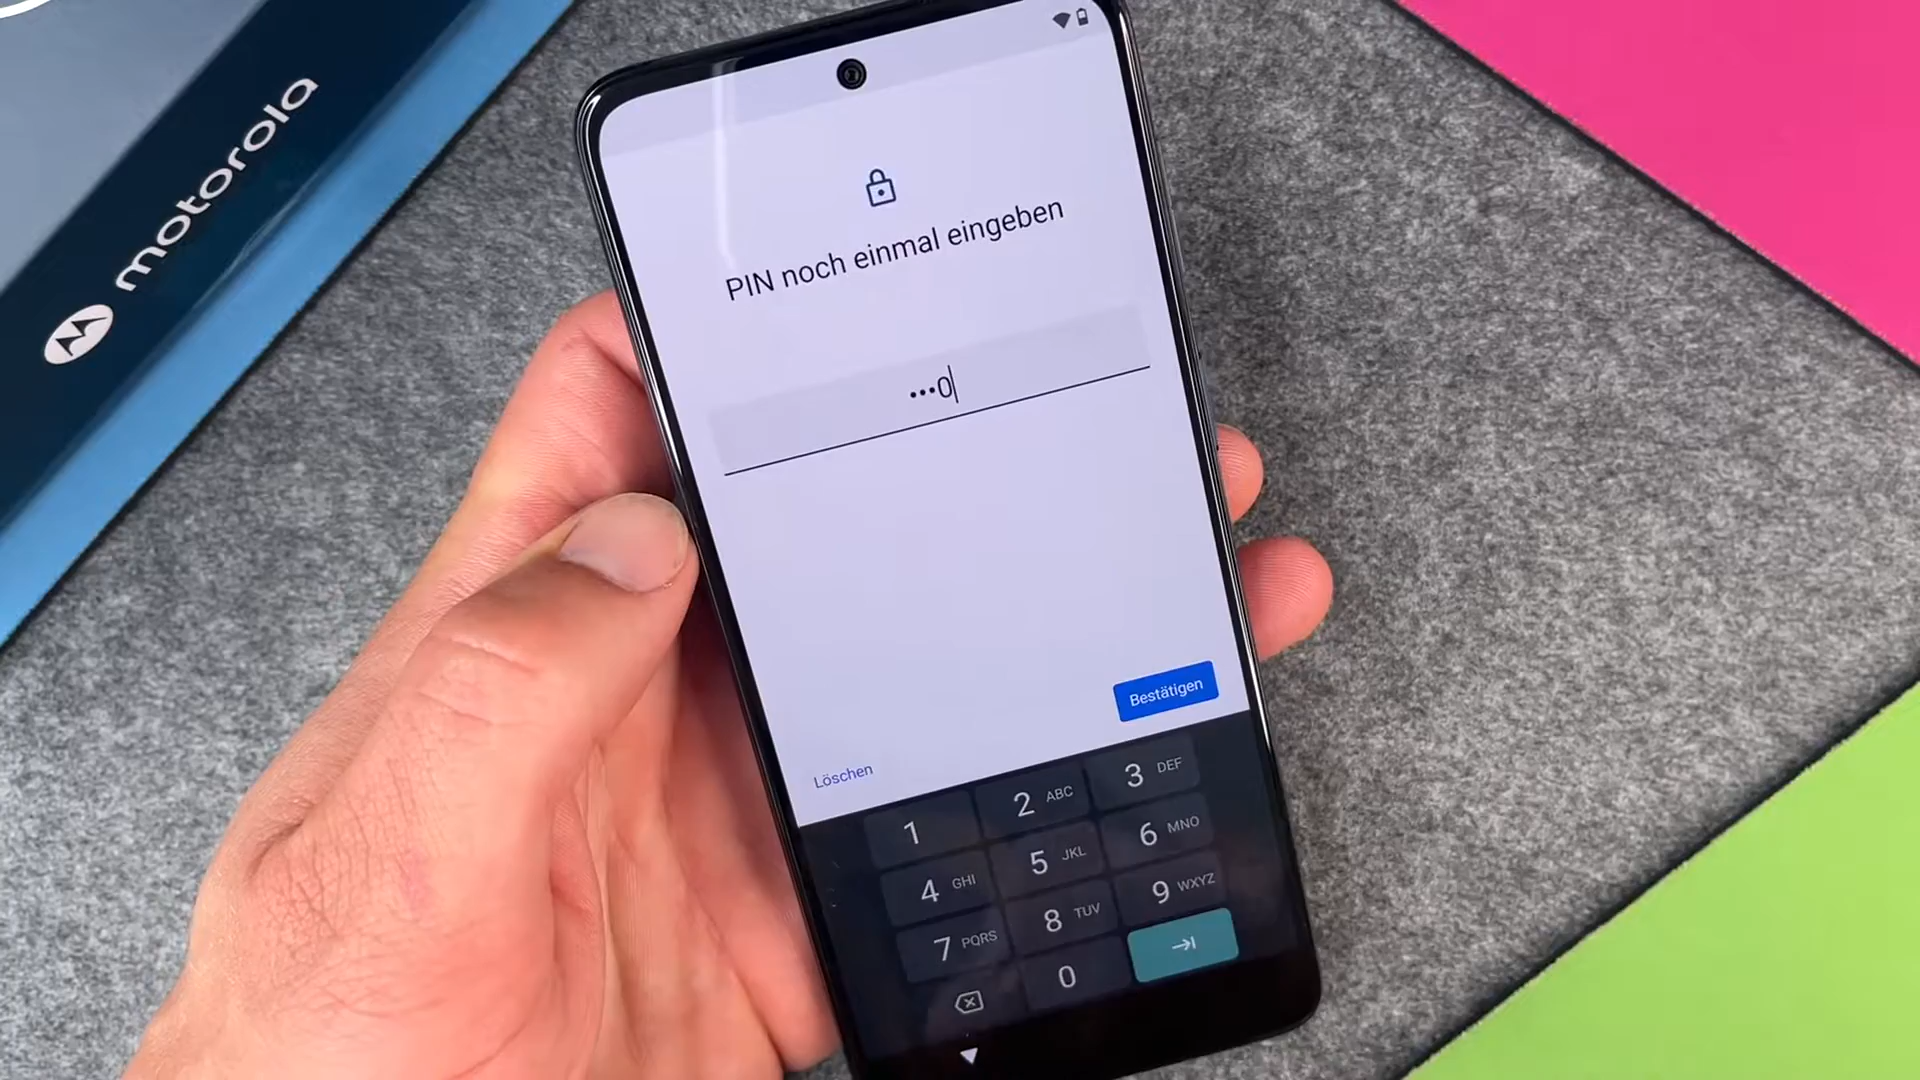 motorola
PIN noch einmal eingeben
•••0
Bestätigen
Löschen
1
2 ABC
3 DEF
4 GHI
5 JKL
6 MNO
7 PQRS
8 TUV
9 WXYZ
0